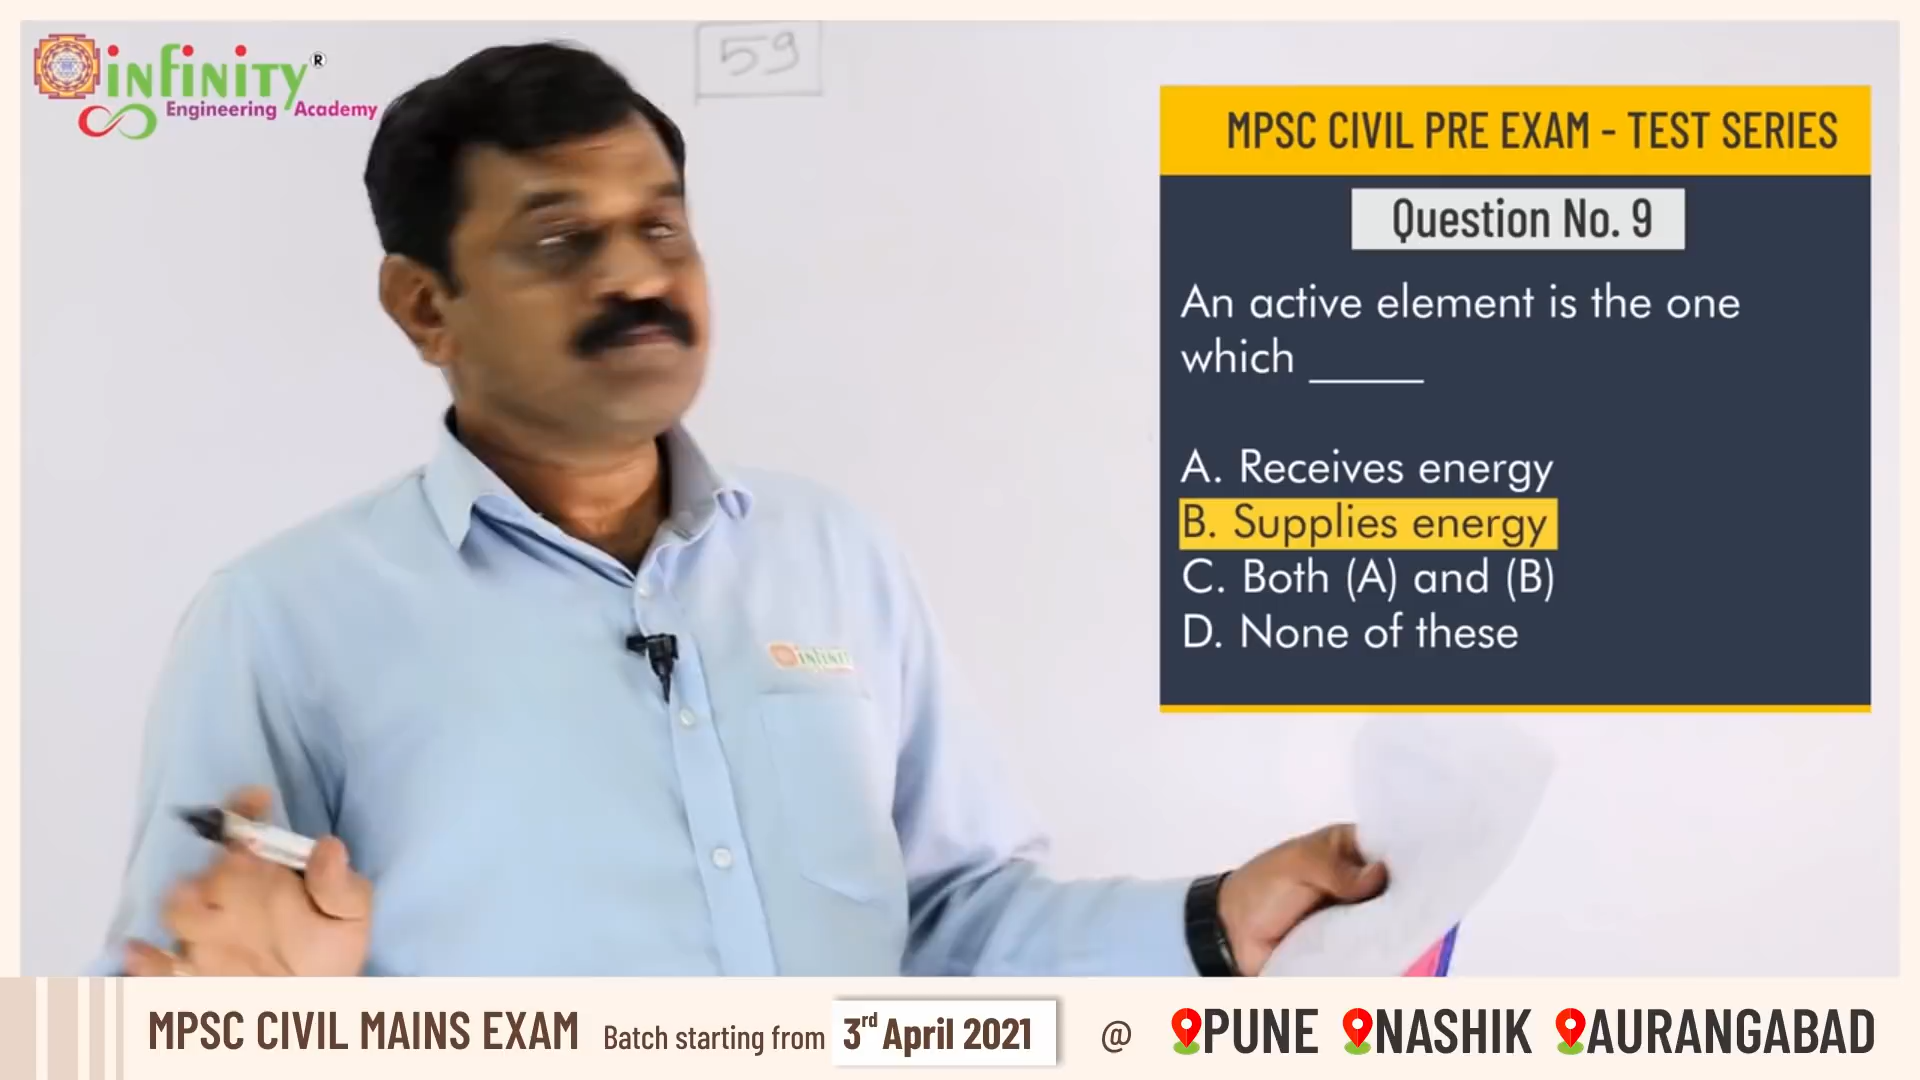 infinity®
Engineering Academy
59
MPSC CIVIL PRE EXAM - TEST SERIES
Question No. 9
An active element is the one
which _____
A. Receives energy
B. Supplies energy
C. Both (A) and (B)
D. None of these
infinity
MPSC CIVIL MAINS EXAM Batch starting from 3rd April 2021 @ PUNE NASHIK AURANGABAD